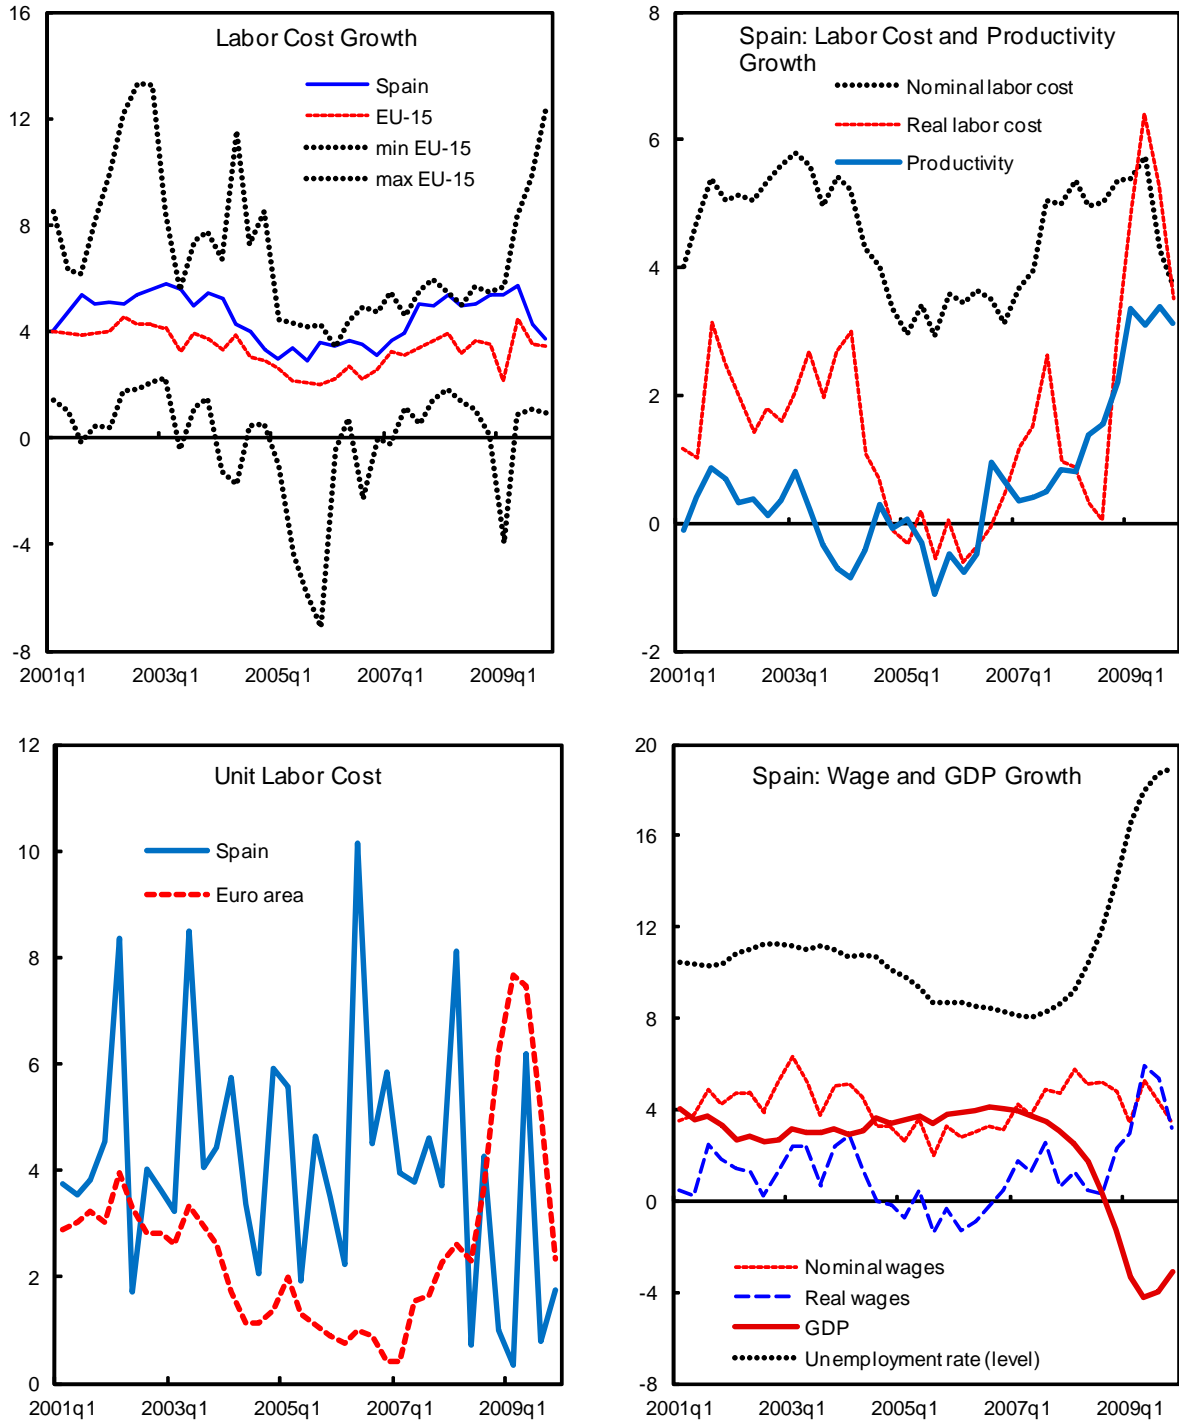 Labor Cost Growth
Spain
EU-15
min EU-15
max EU-15
16
12
8
4
0
-4
-8
2001q1 2003q1 2005q1 2007q1 2009q1
Spain: Labor Cost and Productivity
Growth
Nominal labor cost
Real labor cost
Productivity
8
6
4
2
0
-2
2001q1 2003q1 2005q1 2007q1 2009q1
Unit Labor Cost
Spain
Euro area
12
10
8
6
4
2
0
2001q1 2003q1 2005q1 2007q1 2009q1
Spain: Wage and GDP Growth
20
16
12
8
4
0
-4
-8
Nominal wages
Real wages
GDP
Unemployment rate (level)
2001q1 2003q1 2005q1 2007q1 2009q1